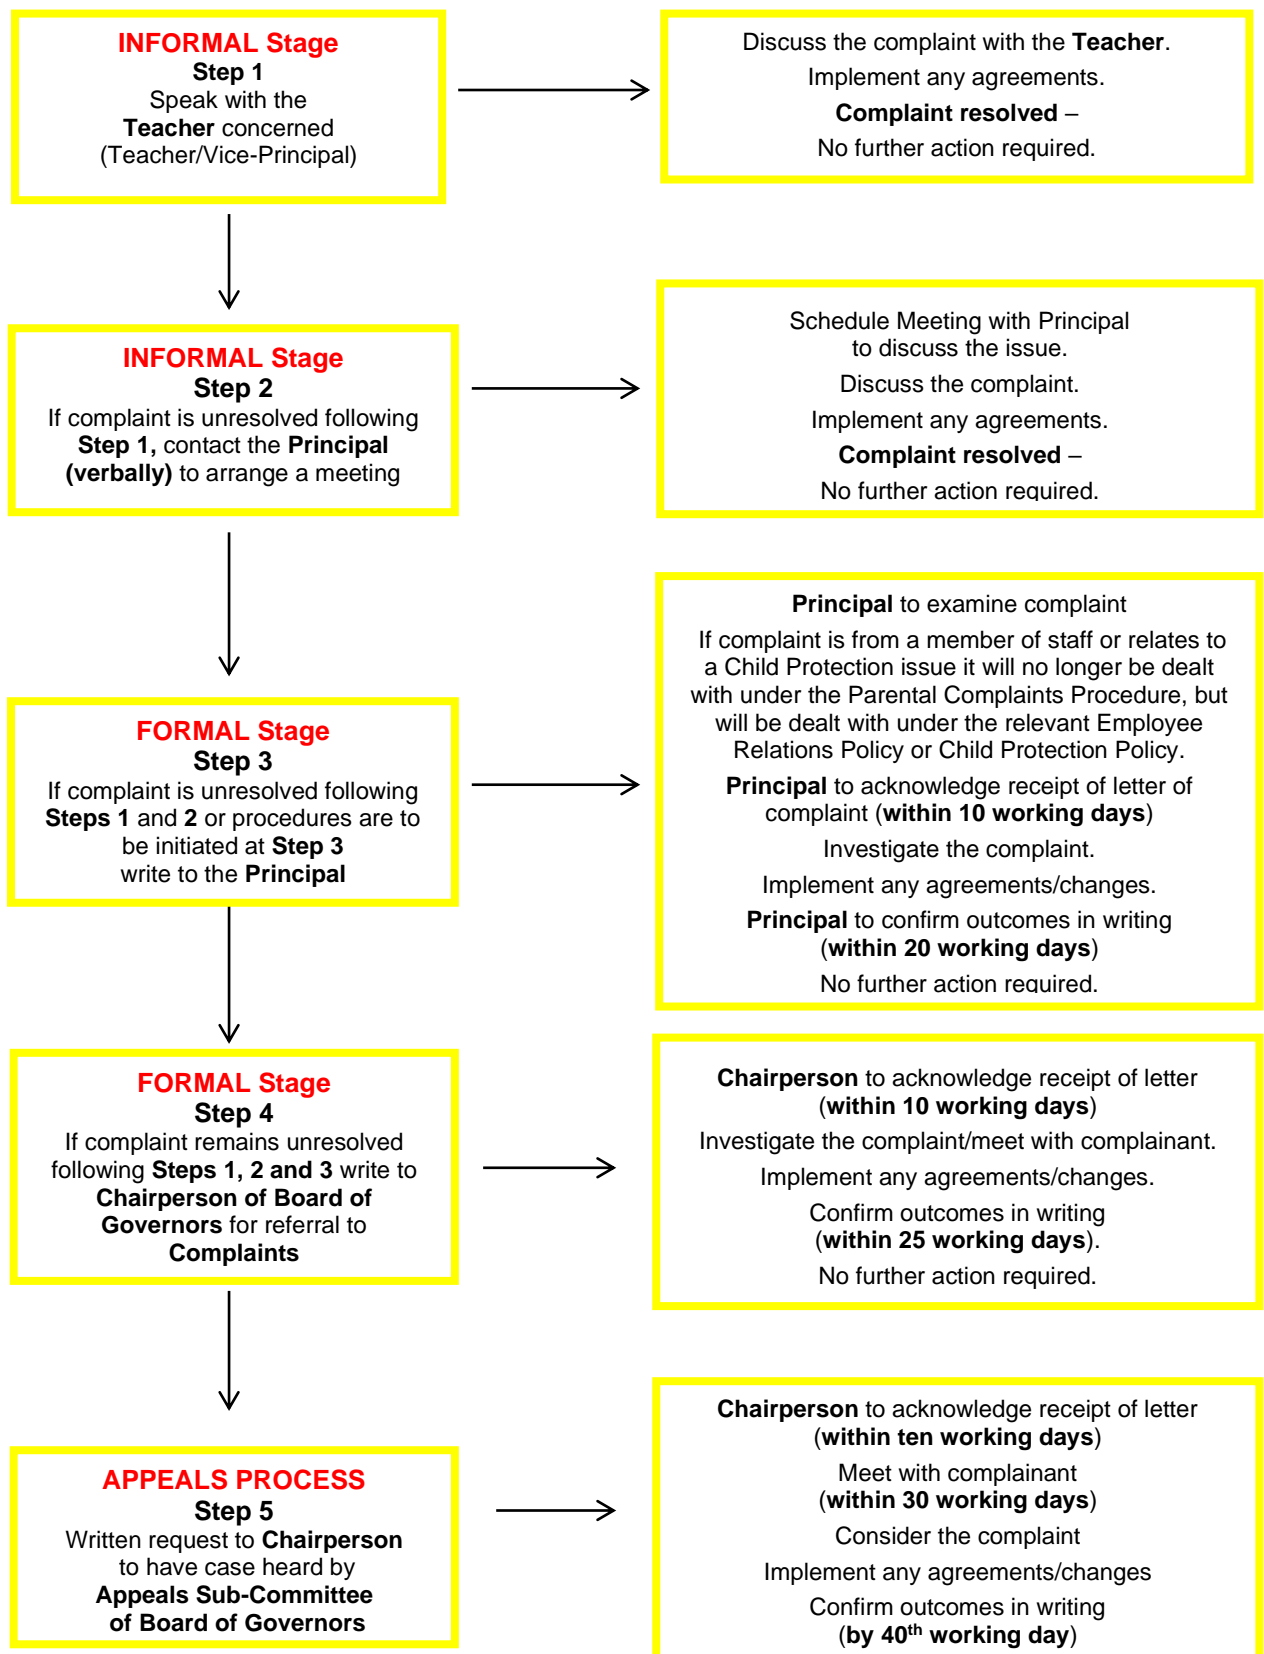 INFORMAL Stage
Step 1
Speak with the
Teacher concerned
(Teacher/Vice-Principal)
Discuss the complaint with the Teacher.
Implement any agreements.
Complaint resolved –
No further action required.
INFORMAL Stage
Step 2
If complaint is unresolved following
Step 1, contact the Principal
(verbally) to arrange a meeting
Schedule Meeting with Principal
to discuss the issue.
Discuss the complaint.
Implement any agreements.
Complaint resolved –
No further action required.
FORMAL Stage
Step 3
If complaint is unresolved following
Steps 1 and 2 or procedures are to
be initiated at Step 3
write to the Principal
Principal to examine complaint
If complaint is from a member of staff or relates to
a Child Protection issue it will no longer be dealt
with under the Parental Complaints Procedure, but
will be dealt with under the relevant Employee
Relations Policy or Child Protection Policy.
Principal to acknowledge receipt of letter of
complaint (within 10 working days)
Investigate the complaint.
Implement any agreements/changes.
Principal to confirm outcomes in writing
(within 20 working days)
No further action required.
FORMAL Stage
Step 4
If complaint remains unresolved
following Steps 1, 2 and 3 write to
Chairperson of Board of
Governors for referral to
Complaints
Chairperson to acknowledge receipt of letter
(within 10 working days)
Investigate the complaint/meet with complainant.
Implement any agreements/changes.
Confirm outcomes in writing
(within 25 working days).
No further action required.
APPEALS PROCESS
Step 5
Written request to Chairperson
to have case heard by
Appeals Sub-Committee
of Board of Governors
Chairperson to acknowledge receipt of letter
(within ten working days)
Meet with complainant
(within 30 working days)
Consider the complaint
Implement any agreements/changes
Confirm outcomes in writing
(by 40th working day)